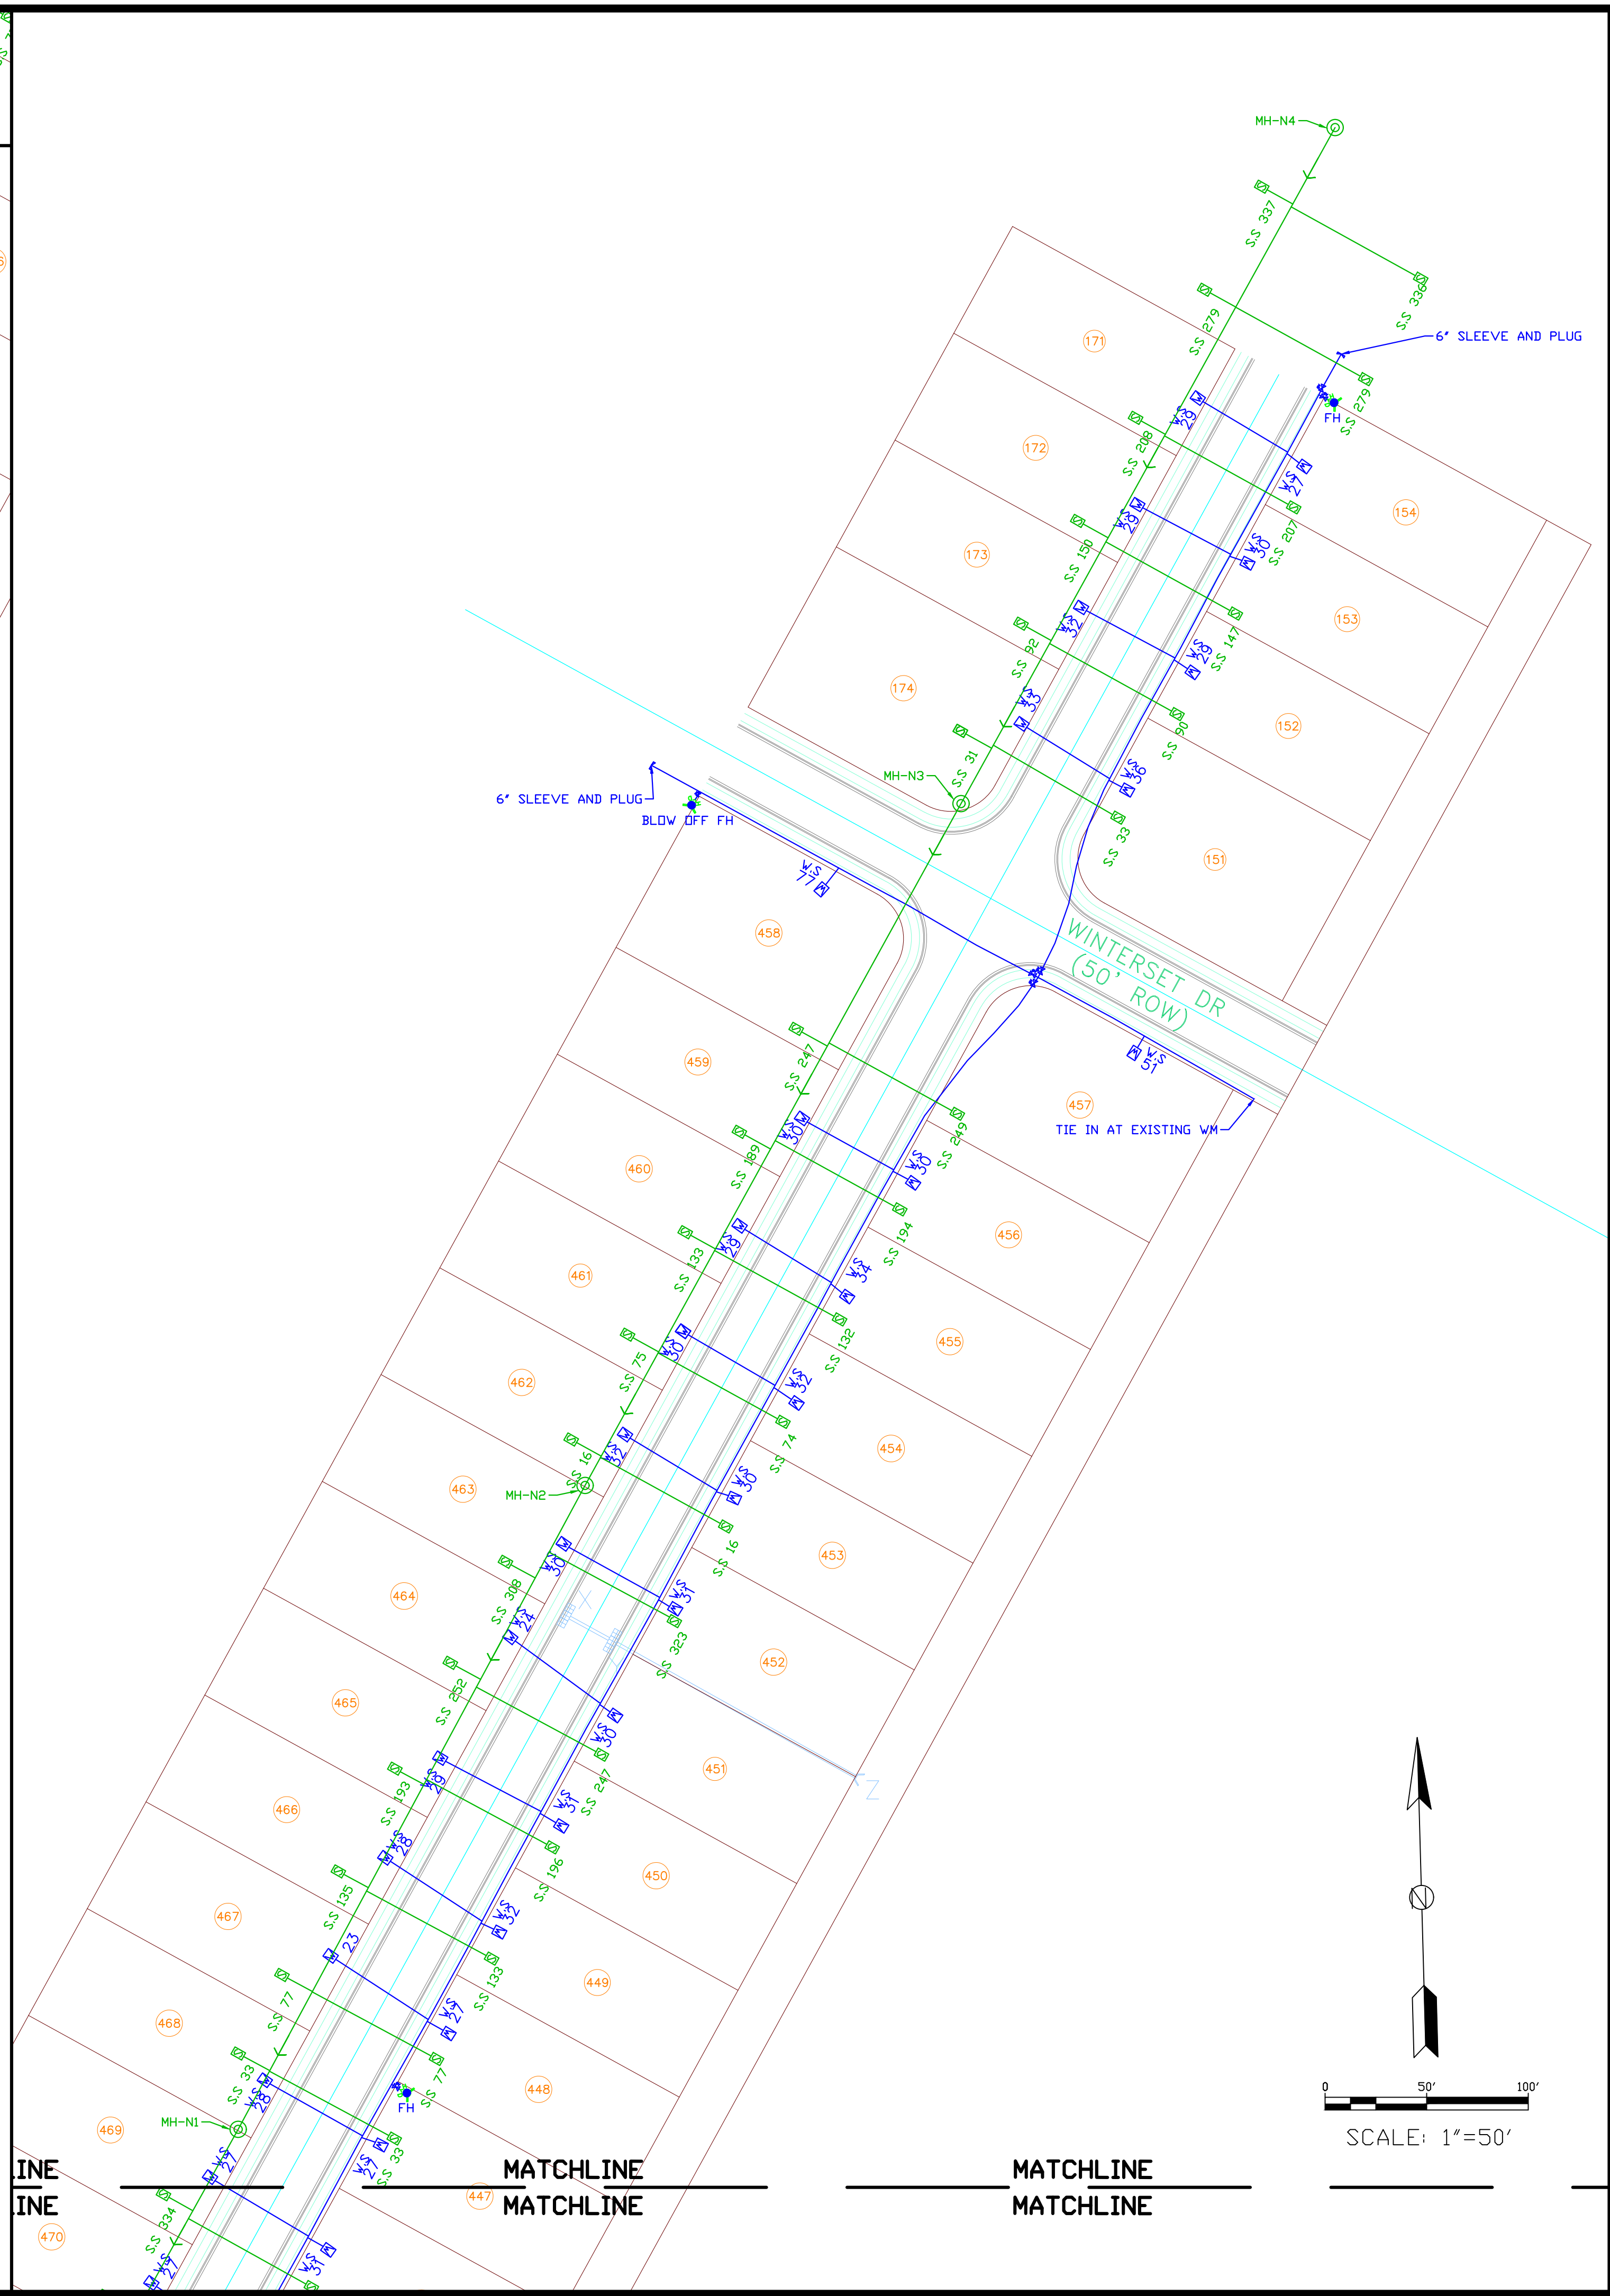 MH-N4
S.S 337
S.S 336
S.S 279
6" SLEEVE AND PLUG
171
S.S 279
FH
W.S
29
S.S 208
172
W.S
27
154
S.S 207
W.S
29
S.S 150
W.S
30
173
153
W.S
32
S.S 147
W.S
29
S.S 92
174
W.S
33
152
S.S 90
S.S 31
MH-N3
W.S
36
6" SLEEVE AND PLUG
BLOW OFF FH
S.S 33
151
W.S
77
458
WINTERSET DR
(50' ROW)
W.S
51
459
S.S 247
457
S.S 249
TIE IN AT EXISTING WM
W.S
30
460
S.S 189
W.S
30
456
S.S 194
W.S
29
461
S.S 133
W.S
34
455
S.S 132
W.S
30
S.S 75
462
W.S
32
454
S.S 74
W.S
32
S.S 16
463
MH-N2
W.S
30
453
S.S 16
W.S
30
464
S.S 308
W.S
31
X
W.S
24
S.S 323
452
465
S.S 252
W.S
30
451
Z
S.S 247
W.S
29
S.S 193
466
W.S
31
450
S.S 196
W.S
28
S.S 135
467
W.S
32
449
S.S 133
23
S.S 77
468
W.S
27
448
S.S 77
FH
S.S 33
W.S
28
MH-N1
469
W.S
27
S.S 33
W.S
27
447
S.S 334
470
W.S
31
W.S
27
0 50' 100'
SCALE: 1"=50'
N
LINE MATCHLINE MATCHLINE
LINE MATCHLINE MATCHLINE